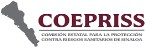 COEPRISS
COMISIÓN ESTATAL PARA LA PROTECCIÓN
CONTRA RIESGOS SANITARIOS DE SINALOA